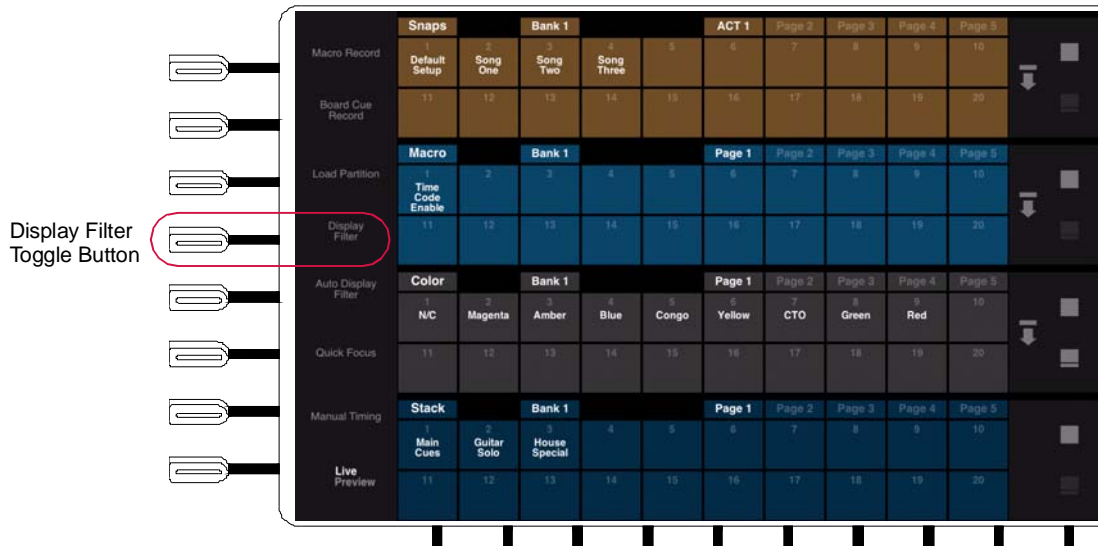 Display Filter
Toggle Button
Macro Record
Board Cue
Record
Load Partition
Display
Filter
Auto Display
Filter
Quick Focus
Manual Timing
Live
Preview
Snaps Bank 1 ACT 1 Page 2 Page 3 Page 4 Page 5
1 2 3 4 5 6 7 8 9 10
Default Setup Song One Song Two Song Three
11 12 13 14 15 16 17 18 19 20
Macro Bank 1 Page 1 Page 2 Page 3 Page 4 Page 5
1 2 3 4 5 6 7 8 9 10
Time Code Enable
11 12 13 14 15 16 17 18 19 20
Color Bank 1 Page 1 Page 2 Page 3 Page 4 Page 5
1 2 3 4 5 6 7 8 9 10
N/C Magenta Amber Blue Congo Yellow CTO Green Red
11 12 13 14 15 16 17 18 19 20
Stack Bank 1 Page 1 Page 2 Page 3 Page 4 Page 5
1 2 3 4 5 6 7 8 9 10
Main Cues Guitar Solo House Special
11 12 13 14 15 16 17 18 19 20